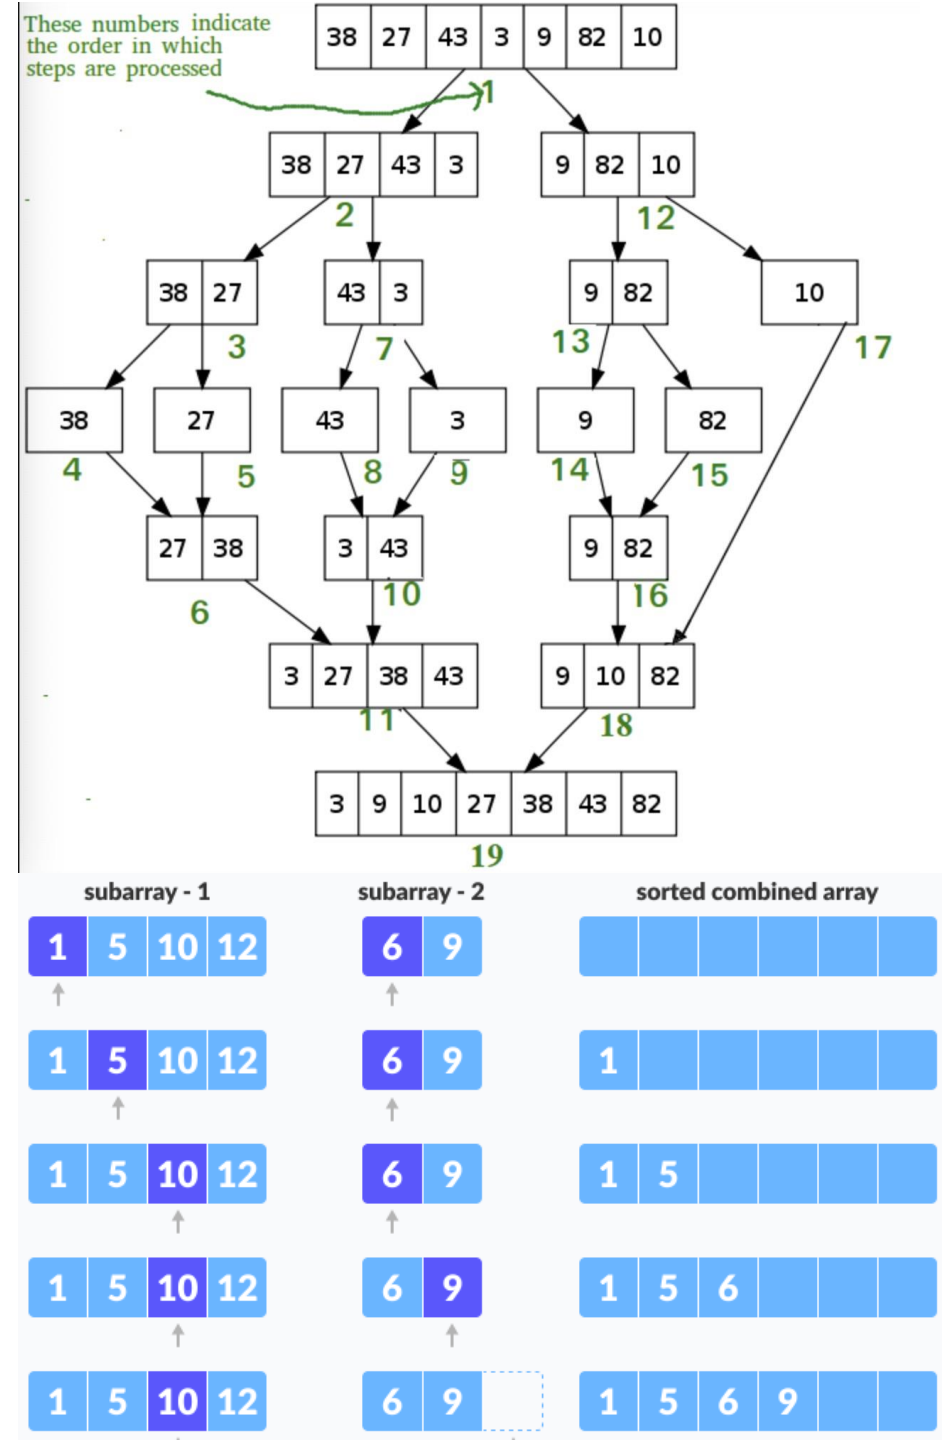 These numbers indicate
the order in which
steps are processed
38 27 43 3 9 82 10
1
38 27 43 3
9 82 10
2
12
38 27
43 3
9 82
10
3
7
13
17
38
27
43
3
9
82
4
5
8
9
14
15
27 38
3 43
9 82
6
10
16
3 27 38 43
9 10 82
11
18
3 9 10 27 38 43 82
19
subarray - 1 subarray - 2 sorted combined array
1 5 10 12 6 9
1 5 10 12 6 9 1
1 5 10 12 6 9 1 5
1 5 10 12 6 9 1 5 6
1 5 10 12 6 9 1 5 6 9